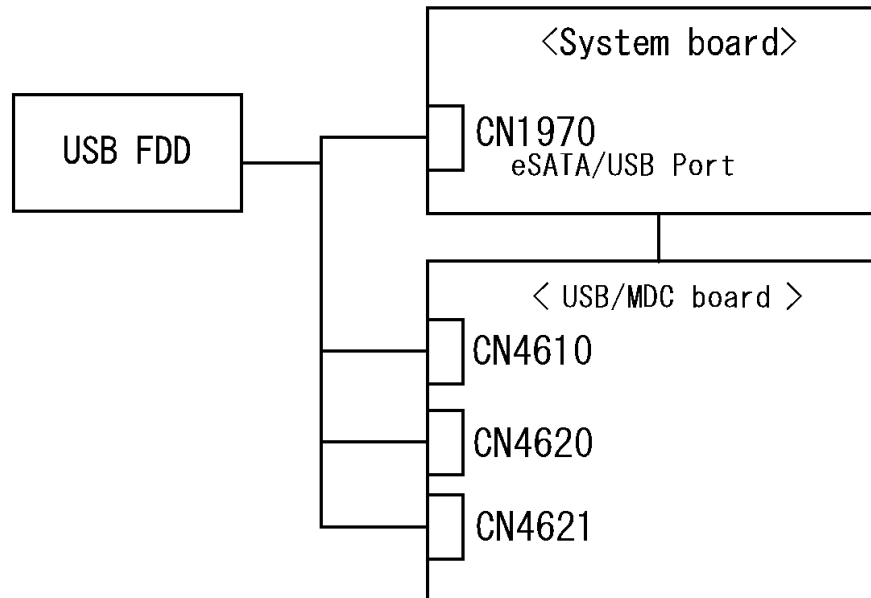 <System board>
USB FDD
CN1970
eSATA/USB Port
< USB/MDC board >
CN4610
CN4620
CN4621